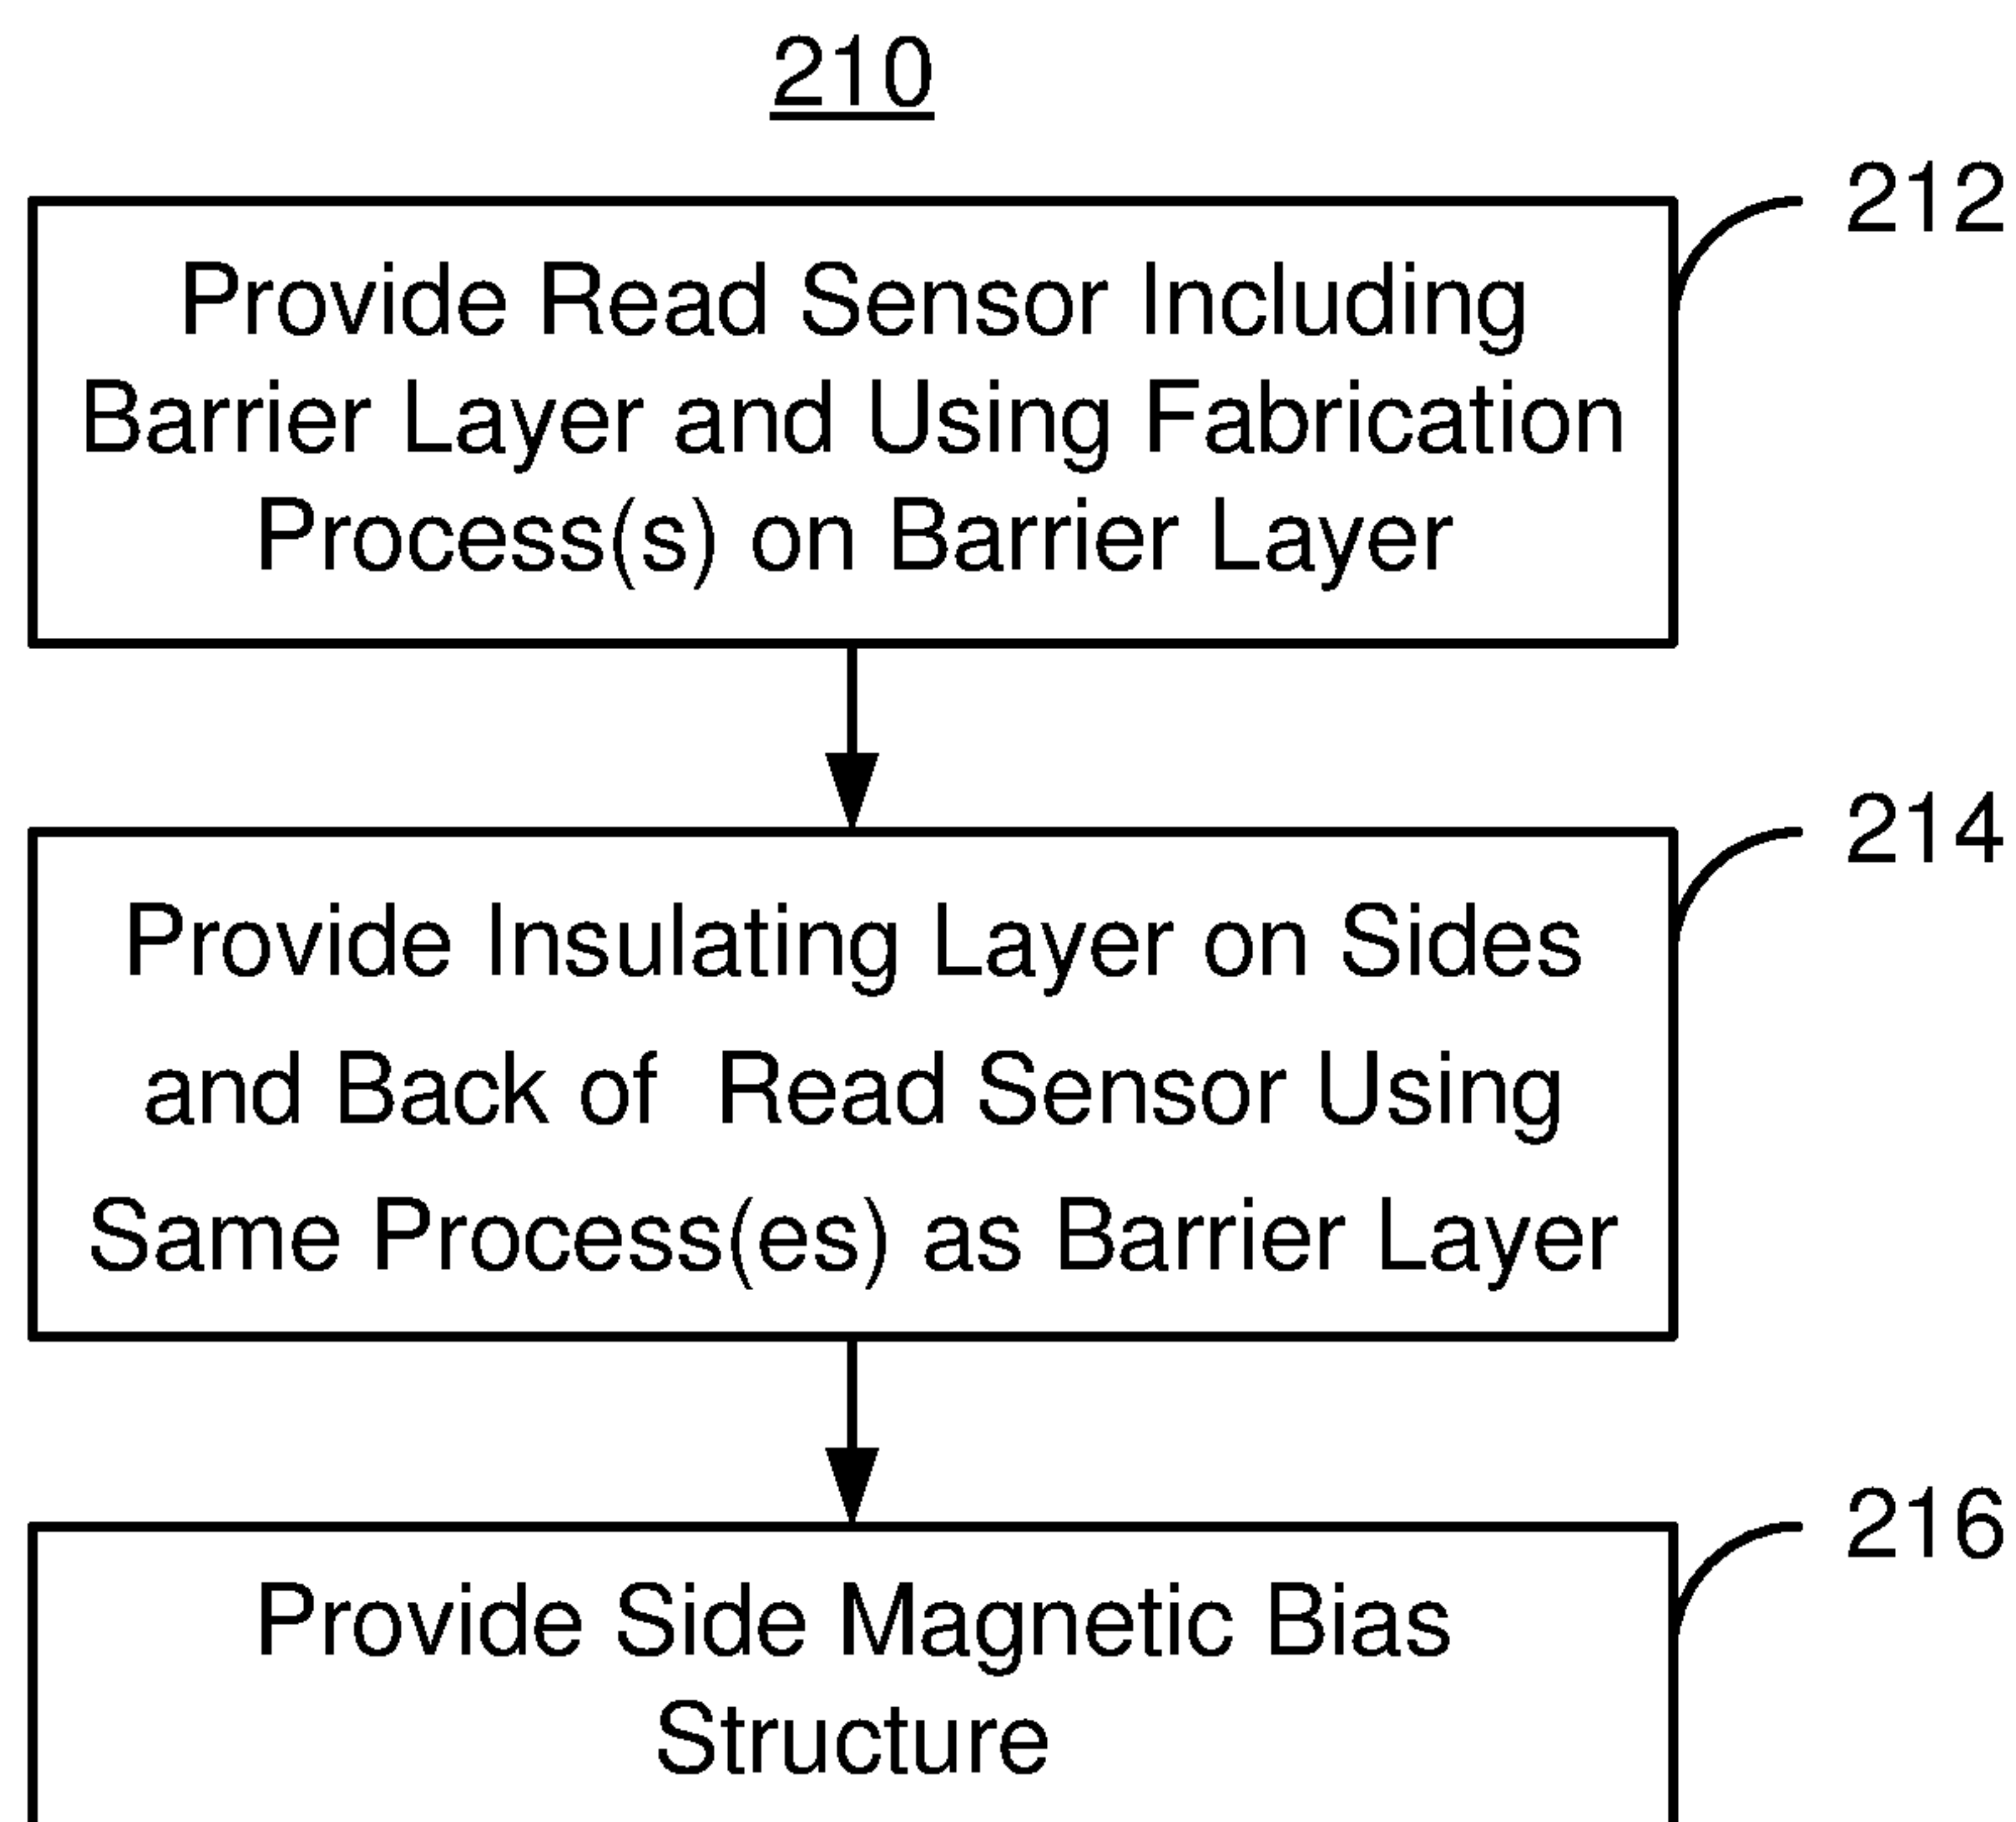 210
212
Provide Read Sensor Including
Barrier Layer and Using Fabrication
Process(s) on Barrier Layer
214
Provide Insulating Layer on Sides
and Back of Read Sensor Using
Same Process(es) as Barrier Layer
216
Provide Side Magnetic Bias
Structure